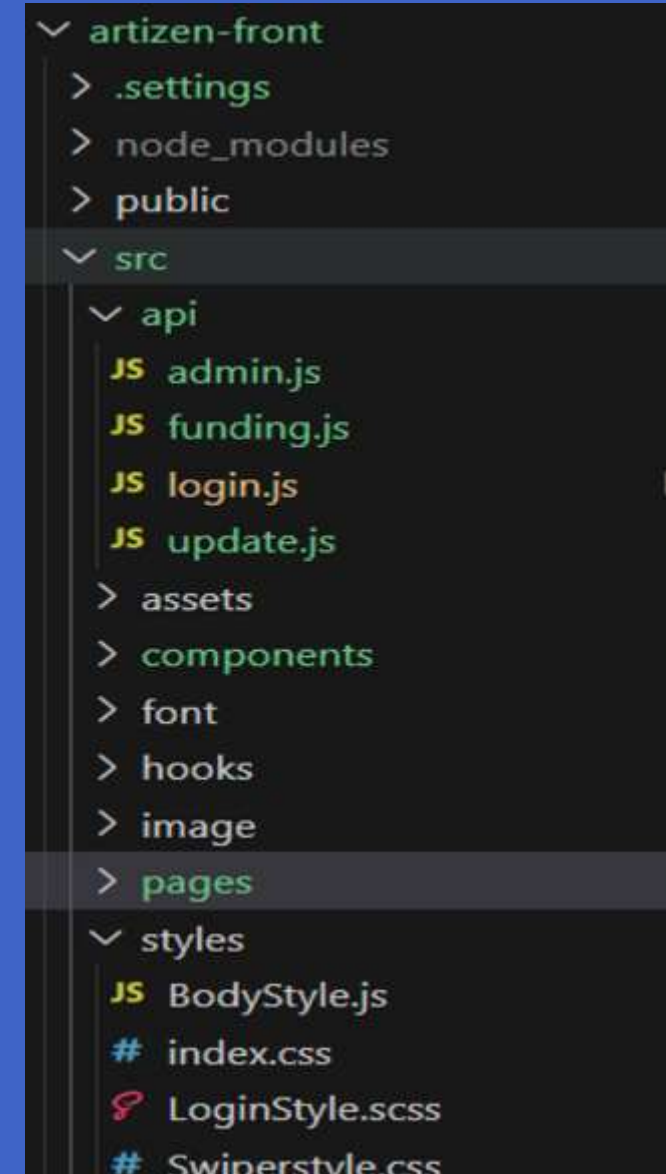 artizen-front
.settings
node_modules
public
src
api
JS admin.js
JS funding.js
JS login.js
JS update.js
assets
components
font
hooks
image
pages
styles
JS BodyStyle.js
# index.css
LoginStyle.scss
# Swiperstyle.css